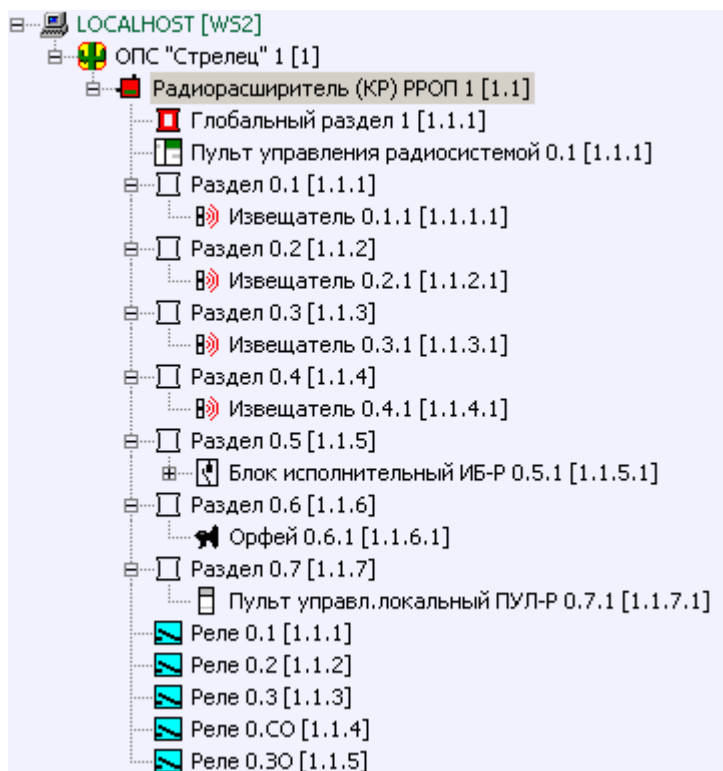 LOCALHOST [WS2]
ОПС "Стрелец" 1 [1]
Радиорасширитель (КР) РРОП 1 [1.1]
Глобальный раздел 1 [1.1.1]
Пульт управления радиосистемой 0.1 [1.1.1]
Раздел 0.1 [1.1.1]
Извещатель 0.1.1 [1.1.1.1]
Раздел 0.2 [1.1.2]
Извещатель 0.2.1 [1.1.2.1]
Раздел 0.3 [1.1.3]
Извещатель 0.3.1 [1.1.3.1]
Раздел 0.4 [1.1.4]
Извещатель 0.4.1 [1.1.4.1]
Раздел 0.5 [1.1.5]
Блок исполнительный ИБ-Р 0.5.1 [1.1.5.1]
Раздел 0.6 [1.1.6]
Орфей 0.6.1 [1.1.6.1]
Раздел 0.7 [1.1.7]
Пульт управл.локальный ПУЛ-Р 0.7.1 [1.1.7.1]
Реле 0.1 [1.1.1]
Реле 0.2 [1.1.2]
Реле 0.3 [1.1.3]
Реле 0.СО [1.1.4]
Реле 0.ЗО [1.1.5]